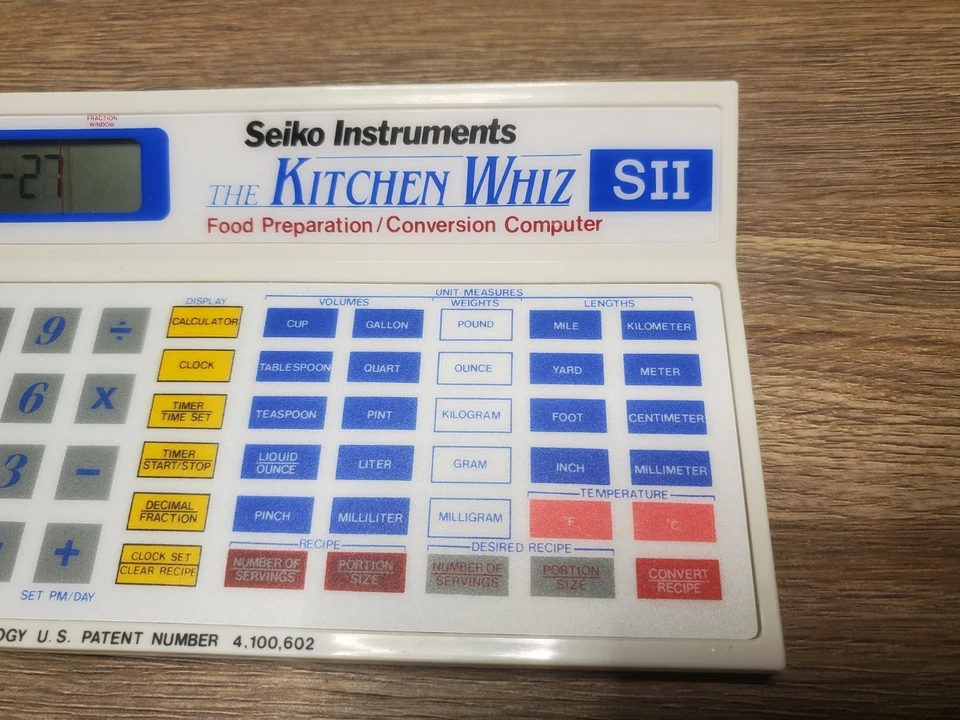 FRACTION
WINDOW
-27
Seiko Instruments
THE KITCHEN WHIZ
SII
Food Preparation/Conversion Computer
DISPLAY
UNIT MEASURES
VOLUMES WEIGHTS LENGTHS
9 ÷ CALCULATOR CUP GALLON POUND MILE KILOMETER
CLOCK TABLESPOON QUART OUNCE YARD METER
6 x TIMER
TIME SET TEASPOON PINT KILOGRAM FOOT CENTIMETER
3 - TIMER
START/STOP LIQUID
OUNCE LITER GRAM INCH MILLIMETER
TEMPERATURE
DECIMAL
FRACTION PINCH MILLILITER MILLIGRAM °F °C
RECIPE DESIRED RECIPE
+ CLOCK SET
CLEAR RECIPE NUMBER OF
SERVINGS PORTION
SIZE NUMBER OF
SERVINGS PORTION
SIZE CONVERT
RECIPE
SET PM/DAY
OGY U.S. PATENT NUMBER 4,100,602